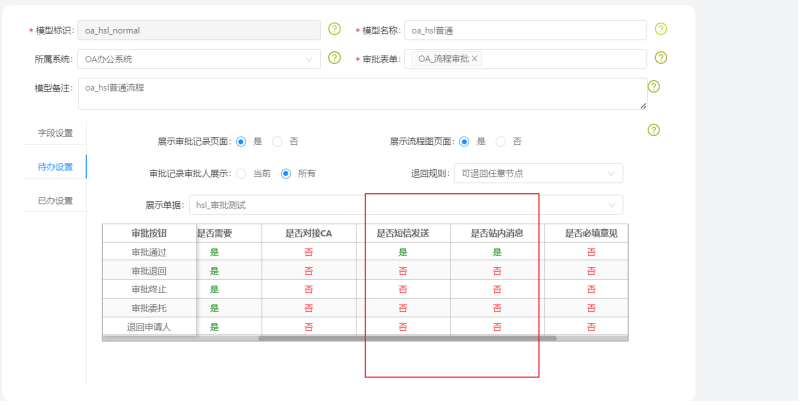 * 模型标识: oa_hsl_normal ? * 模型名称: oa_hsl普通 ?
所属系统: OA办公系统 ? * 审批表单: OA_流程审批 × ?
模型备注: oa_hsl普通流程 ?
字段设置
待办设置
已办设置
展示审批记录页面: 是 否 展示流程图页面: 是 否 ?
审批记录审批人展示: 当前 所有 退回规则: 可退回任意节点
展示单据: hsl_审批测试
审批按钮 是否需要 是否对接CA 是否短信发送 是否站内消息 是否必填意见
审批通过 是 否 是 是 否
审批退回 是 否 否 否 否
审批终止 是 否 否 否 否
审批委托 是 否 否 否 否
退回申请人 是 否 否 否 否